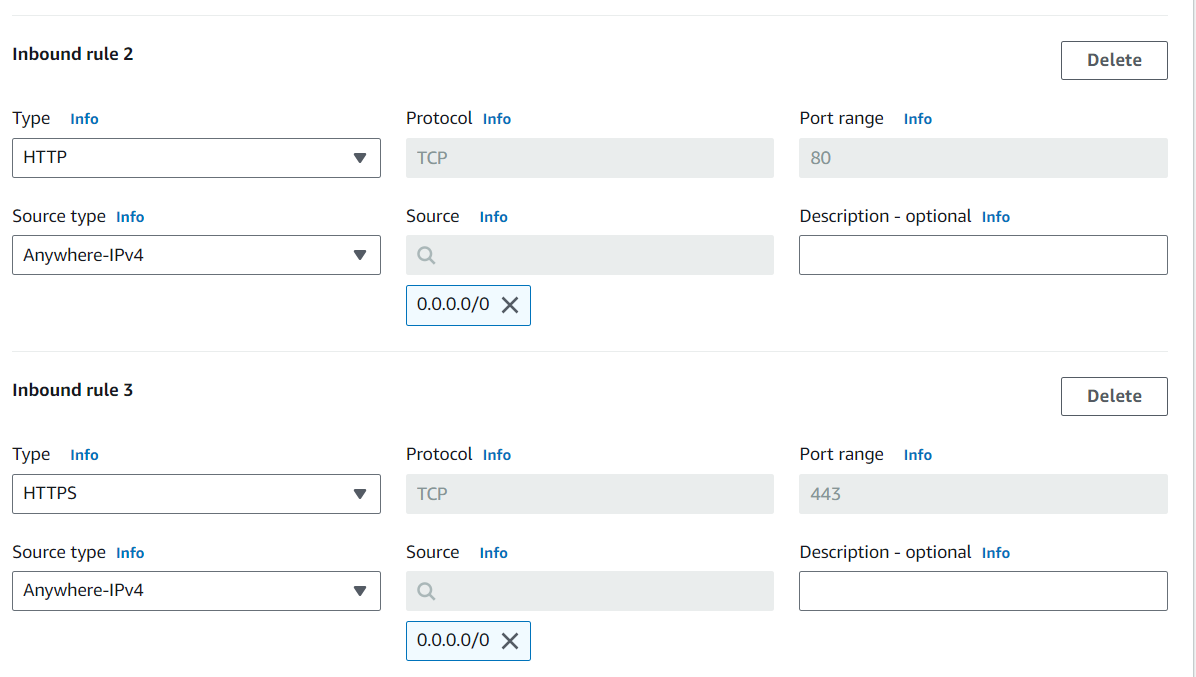 Inbound rule 2
Delete
Type Info Protocol Info Port range Info
HTTP TCP 80
Source type Info Source Info Description - optional Info
Anywhere-IPv4
0.0.0.0/0
Inbound rule 3
Delete
Type Info Protocol Info Port range Info
HTTPS TCP 443
Source type Info Source Info Description - optional Info
Anywhere-IPv4
0.0.0.0/0